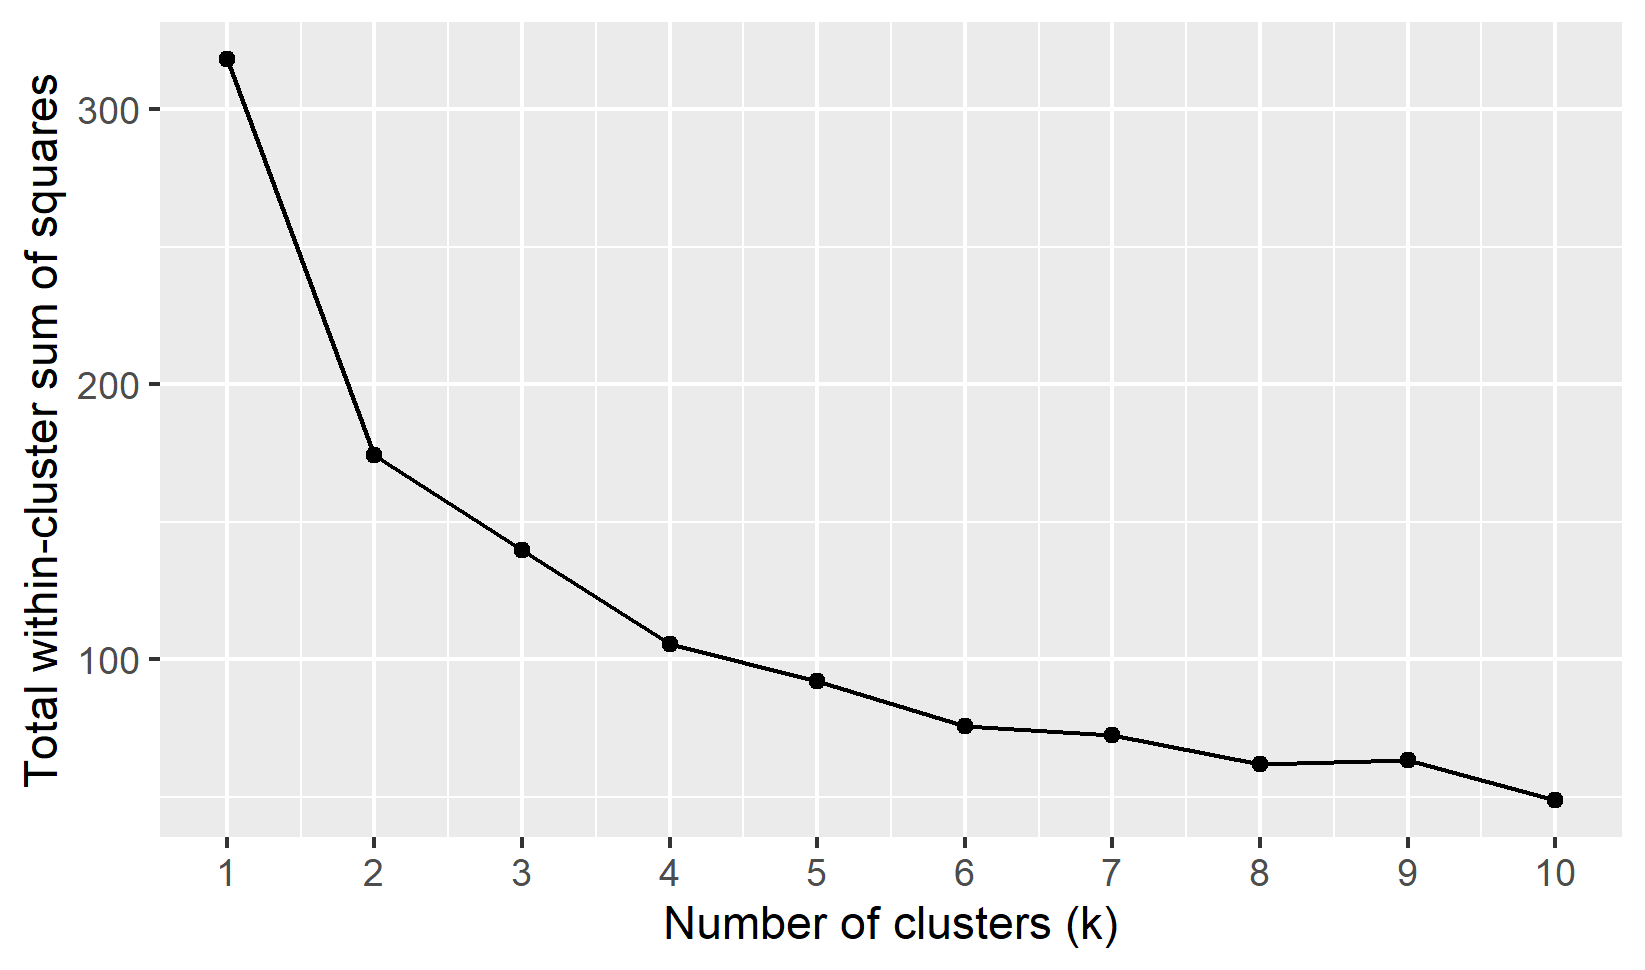 Total within-cluster sum of squares
300
200
100
1 2 3 4 5 6 7 8 9 10
Number of clusters (k)